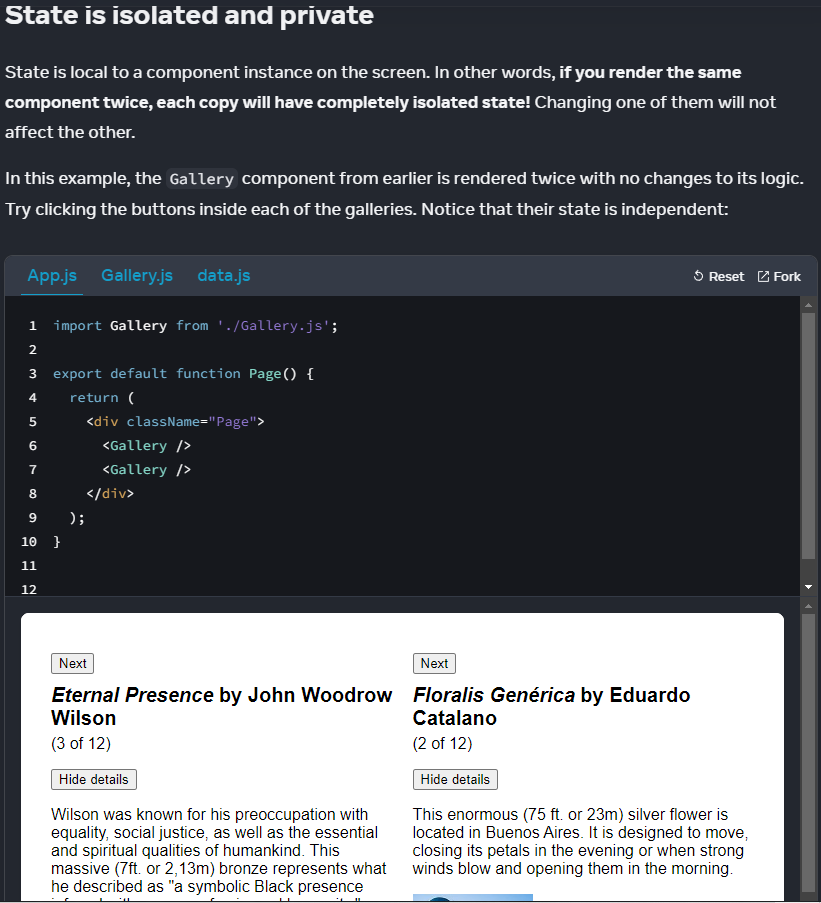 State is isolated and private
State is local to a component instance on the screen. In other words, if you render the same
component twice, each copy will have completely isolated state! Changing one of them will not
affect the other.
In this example, the Gallery component from earlier is rendered twice with no changes to its logic.
Try clicking the buttons inside each of the galleries. Notice that their state is independent:
App.js Gallery.js data.js Reset Fork
1 import Gallery from './Gallery.js';
2
3 export default function Page() {
4 return (
5 <div className="Page">
6 <Gallery />
7 <Gallery />
8 </div>
9 );
10 }
11
12
Next
Eternal Presence by John Woodrow
Wilson
(3 of 12)
Hide details
Wilson was known for his preoccupation with
equality, social justice, as well as the essential
and spiritual qualities of humankind. This
massive (7ft. or 2,13m) bronze represents what
he described as "a symbolic Black presence
Next
Floralis Genérica by Eduardo
Catalano
(2 of 12)
Hide details
This enormous (75 ft. or 23m) silver flower is
located in Buenos Aires. It is designed to move,
closing its petals in the evening or when strong
winds blow and opening them in the morning.